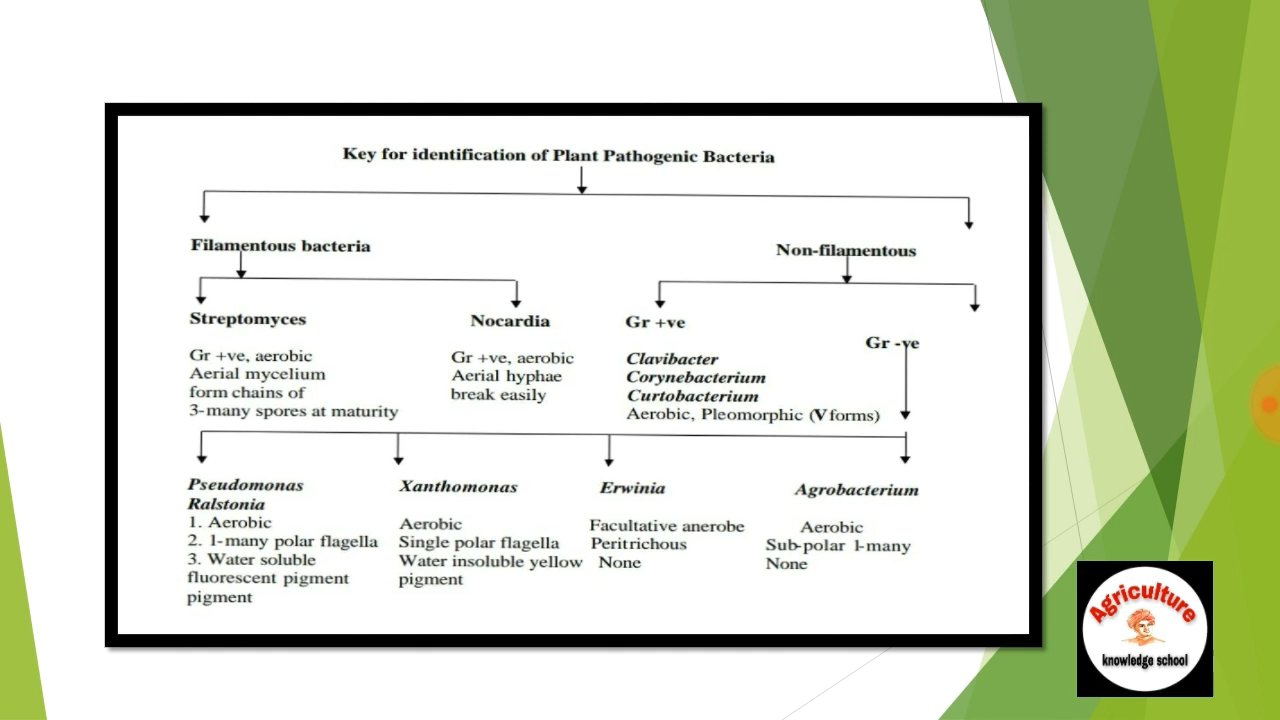 Key for identification of Plant Pathogenic Bacteria
Filamentous bacteria
Non-filamentous
Streptomyces
Gr +ve, aerobic
Aerial mycelium
form chains of
3-many spores at maturity
Nocardia
Gr +ve, aerobic
Aerial hyphae
break easily
Gr +ve
Clavibacter
Corynebacterium
Curtobacterium
Aerobic, Pleomorphic (V forms)
Gr -ve
Pseudomonas
Ralstonia
1. Aerobic
2. 1-many polar flagella
3. Water soluble
fluorescent pigment
pigment
Xanthomonas
Aerobic
Single polar flagella
Water insoluble yellow
pigment
Erwinia
Facultative anerobe
Peritrichous
None
Agrobacterium
Aerobic
Sub-polar 1-many
None
Agriculture
knowledge school